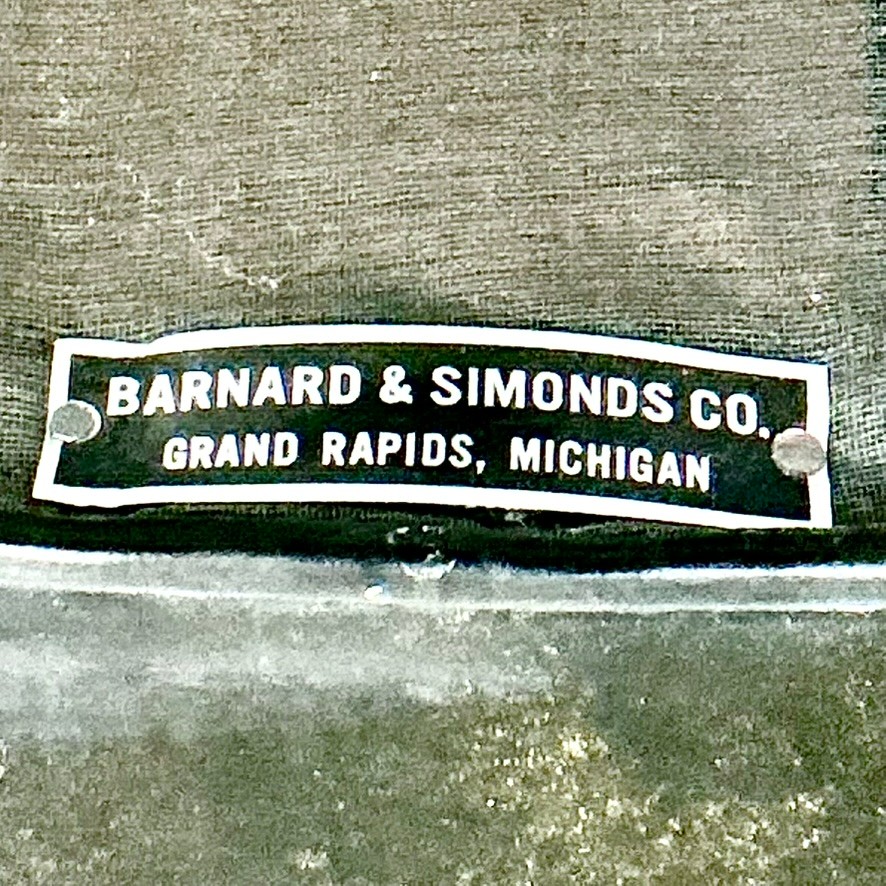 BARNARD & SIMONDS CO.
GRAND RAPIDS, MICHIGAN